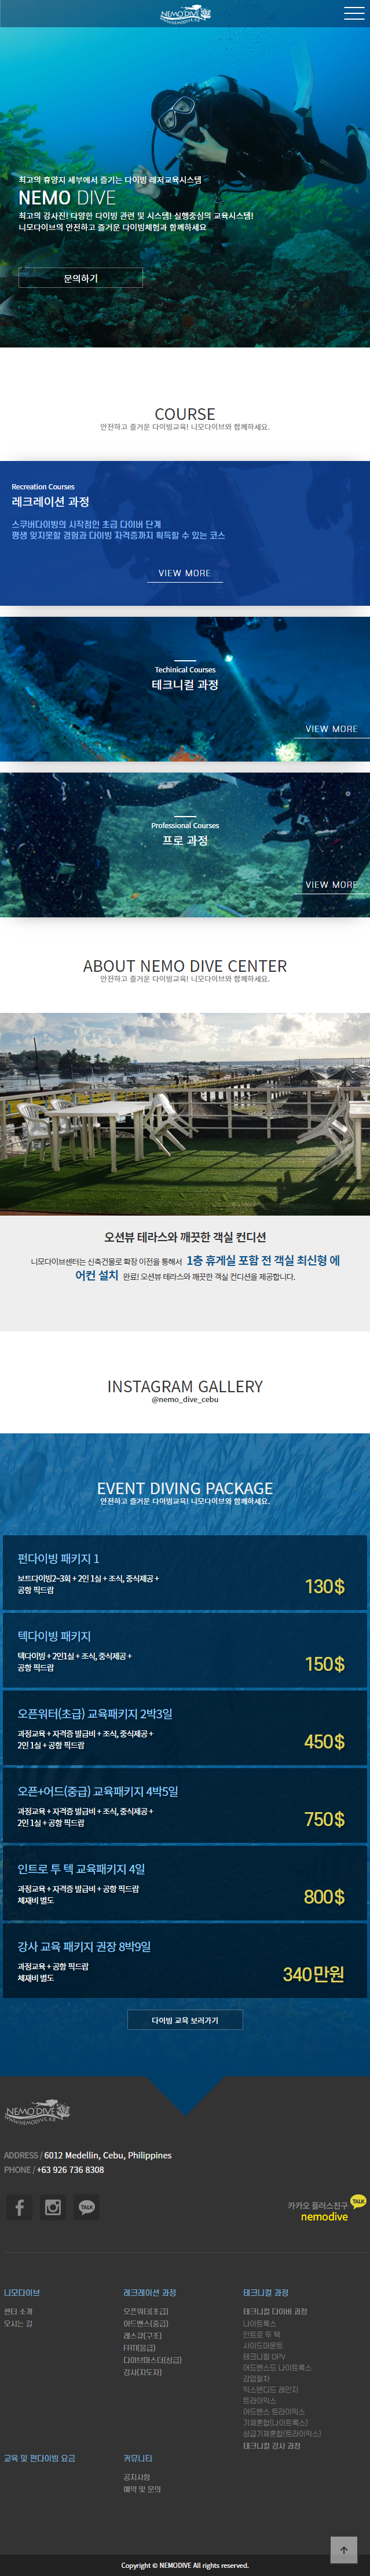 NEMO DIVE
WWW.NEMODIVE.KR
최고의 휴양지 세부에서 즐기는 다이빙 레저교육시스템
NEMO DIVE
최고의 강사진! 다양한 다이빙 관련 및 시스템! 실행중심의 교육시스템!
니모다이브의 안전하고 즐거운 다이빙체험과 함께하세요
문의하기
COURSE
안전하고 즐거운 다이빙교육! 니모다이브와 함께하세요.
Recreation Courses
레크레이션 과정
스쿠버다이빙의 시작점인 초급 다이버 단계
평생 잊지못할 경험과 다이빙 자격증까지 획득할 수 있는 코스
VIEW MORE
Techinical Courses
테크니컬 과정
VIEW MORE
Professional Courses
프로 과정
VIEW MORE
ABOUT NEMO DIVE CENTER
안전하고 즐거운 다이빙교육! 니모다이브와 함께하세요.
오션뷰 테라스와 깨끗한 객실 컨디션
니모다이브센터는 신축건물로 확장 이전을 통해서 1층 휴게실 포함 전 객실 최신형 에
어컨 설치 완료! 오션뷰 테라스와 깨끗한 객실 컨디션을 제공합니다.
INSTAGRAM GALLERY
@nemo_dive_cebu
EVENT DIVING PACKAGE
안전하고 즐거운 다이빙교육! 니모다이브와 함께하세요.
펀다이빙 패키지 1
보트다이빙2~3회 + 2인 1실 + 조식, 중식제공 +
공항 픽드랍
130$
텍다이빙 패키지
텍다이빙 + 2인1실 + 조식, 중식제공 +
공항 픽드랍
150$
오픈워터(초급) 교육패키지 2박3일
과정교육 + 자격증 발급비 + 조식, 중식제공 +
2인 1실 + 공항 픽드랍
450$
오픈+어드(중급) 교육패키지 4박5일
과정교육 + 자격증 발급비 + 조식, 중식제공 +
2인 1실 + 공항 픽드랍
750$
인트로 투 텍 교육패키지 4일
과정교육 + 자격증 발급비 + 공항 픽드랍
체재비 별도
800$
강사 교육 패키지 권장 8박9일
과정교육 + 공항 픽드랍
체재비 별도
340만원
다이빙 교육 보러가기
NEMO DIVE
WWW.NEMODIVE.KR
ADDRESS / 6012 Medellin, Cebu, Philippines
PHONE / +63 926 736 8308
TALK
카카오 플러스친구 TALK
nemodive
니모다이브
센터 소개
오시는 길
레크레이션 과정
오픈워터(초급)
어드밴스(중급)
레스큐(구조)
FRTI(응급)
다이브마스터(상급)
강사(지도자)
테크니컬 과정
테크니컬 다이버 과정
나이트록스
인트로 투 텍
사이드마운트
테크니컬 DPV
어드밴스드 나이트록스
감압절차
익스텐디드 레인지
트라이믹스
어드밴스 트라이믹스
기체혼합(나이트록스)
상급기체혼합(트라이믹스)
테크니컬 강사 과정
교육 및 펀다이빙 요금
커뮤니티
공지사항
예약 및 문의
Copyright © NEMODIVE All rights reserved.